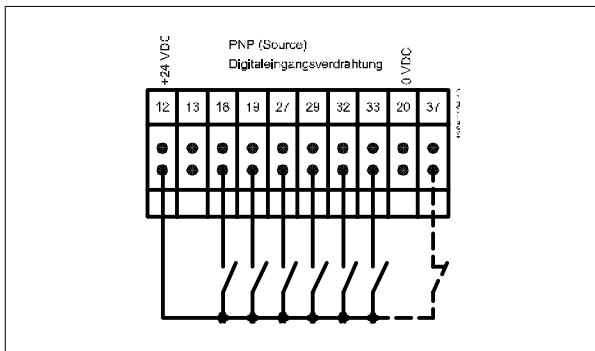 PNP (Source)
Digitaleingangsverdrahtung
+24 VDC
0 VDC
12 13 18 19 27 29 32 33 20 37